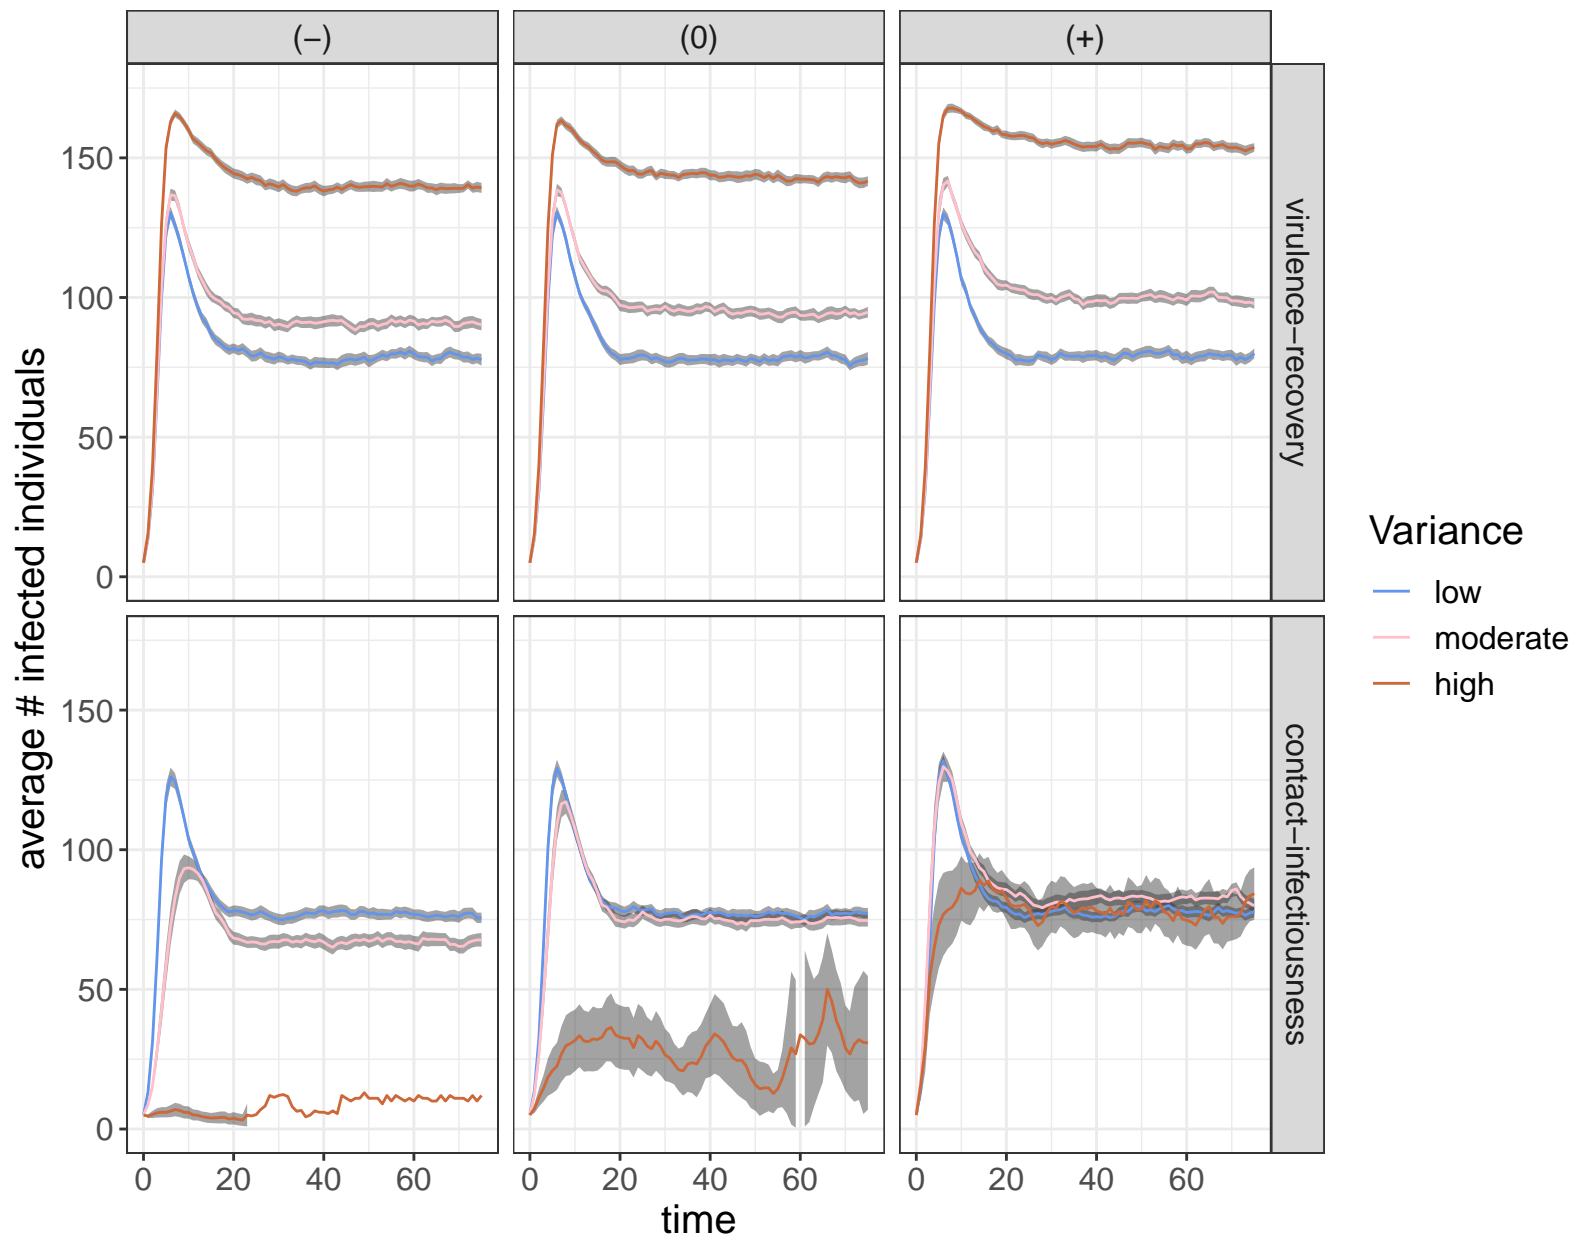 (−)
(0)
(+)
virulence−recovery
contact−infectiousness
average # infected individuals
150
100
50
0
150
100
50
0
0 20 40 60
0 20 40 60
0 20 40 60
time
Variance
low
moderate
high